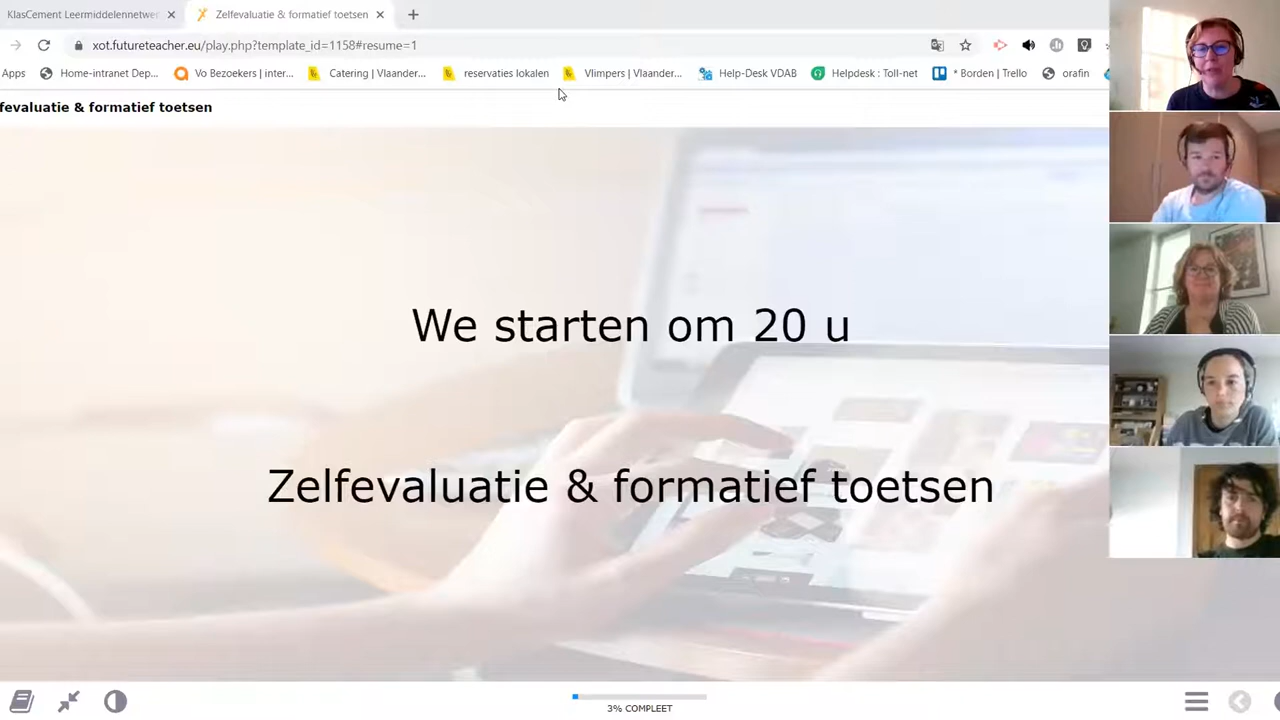 KlasCement Leermiddelennetwer
Zelfevaluatie & formatief toetsen
xot.futureteacher.eu/play.php?template_id=1158#resume=1
Apps
Home-intranet Dep...
Vo Bezoekers | inter...
Catering | Vlaander...
reservaties lokalen
Vlimpers | Vlaander...
Help-Desk VDAB
Helpdesk : Toll-net
* Borden | Trello
orafin
fevaluatie & formatief toetsen
We starten om 20 u
Zelfevaluatie & formatief toetsen
3% COMPLEET